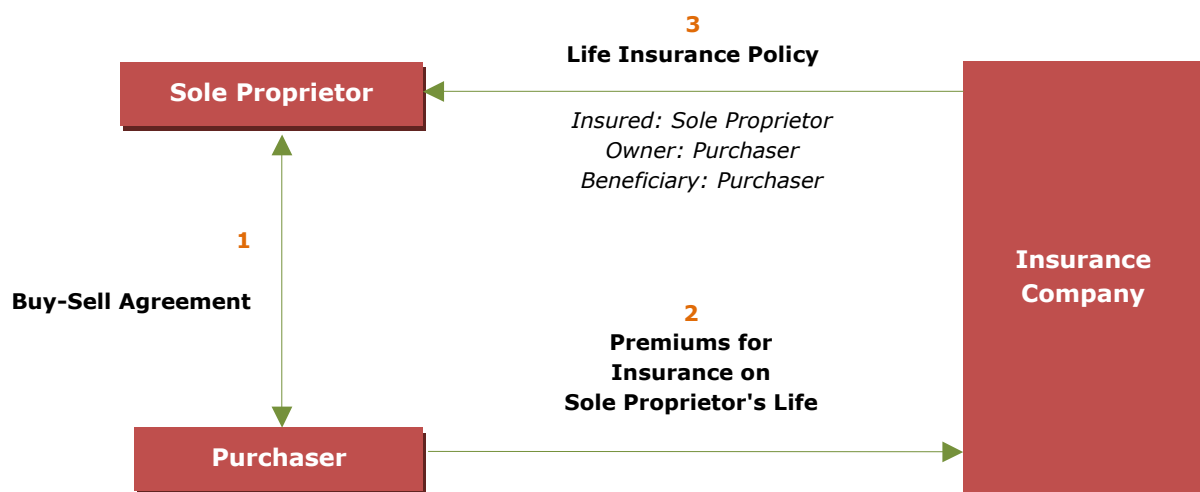 3
Life Insurance Policy
Sole Proprietor
Insured: Sole Proprietor
Owner: Purchaser
Beneficiary: Purchaser
1
Buy-Sell Agreement
Insurance
Company
2
Premiums for
Insurance on
Sole Proprietor's Life
Purchaser